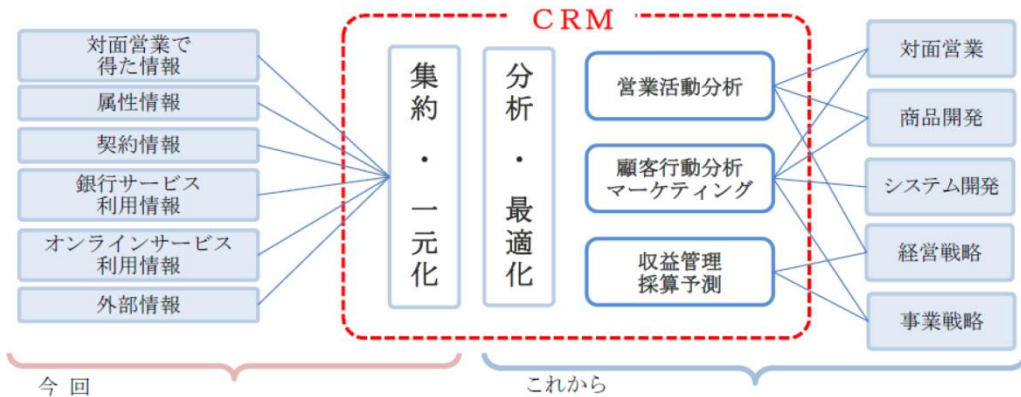 CRM
対面営業で
得た情報
属性情報
契約情報
銀行サービス
利用情報
オンラインサービス
利用情報
外部情報
集約・一元化
分析・最適化
営業活動分析
顧客行動分析
マーケティング
収益管理
採算予測
対面営業
商品開発
システム開発
経営戦略
事業戦略
今回
これから